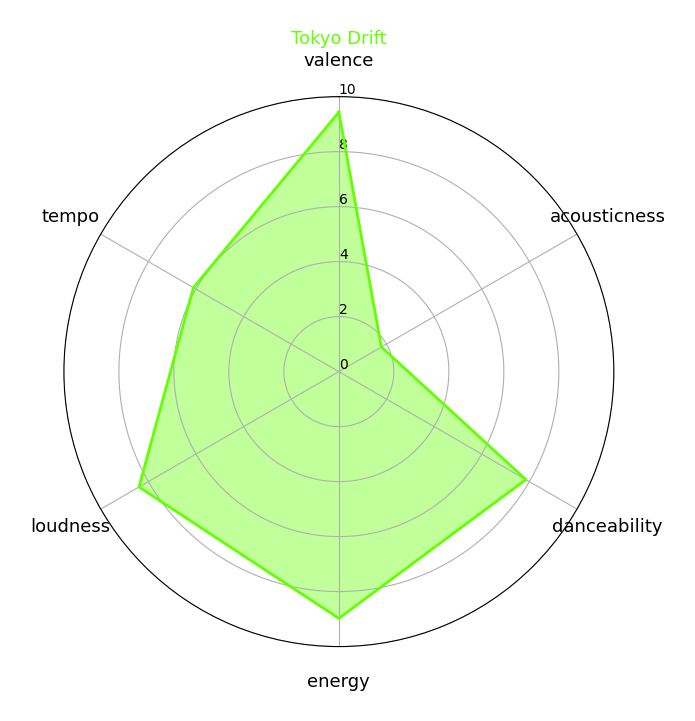 Tokyo Drift
valence
10
8
6
4
2
0
tempo
acousticness
loudness
danceability
energy